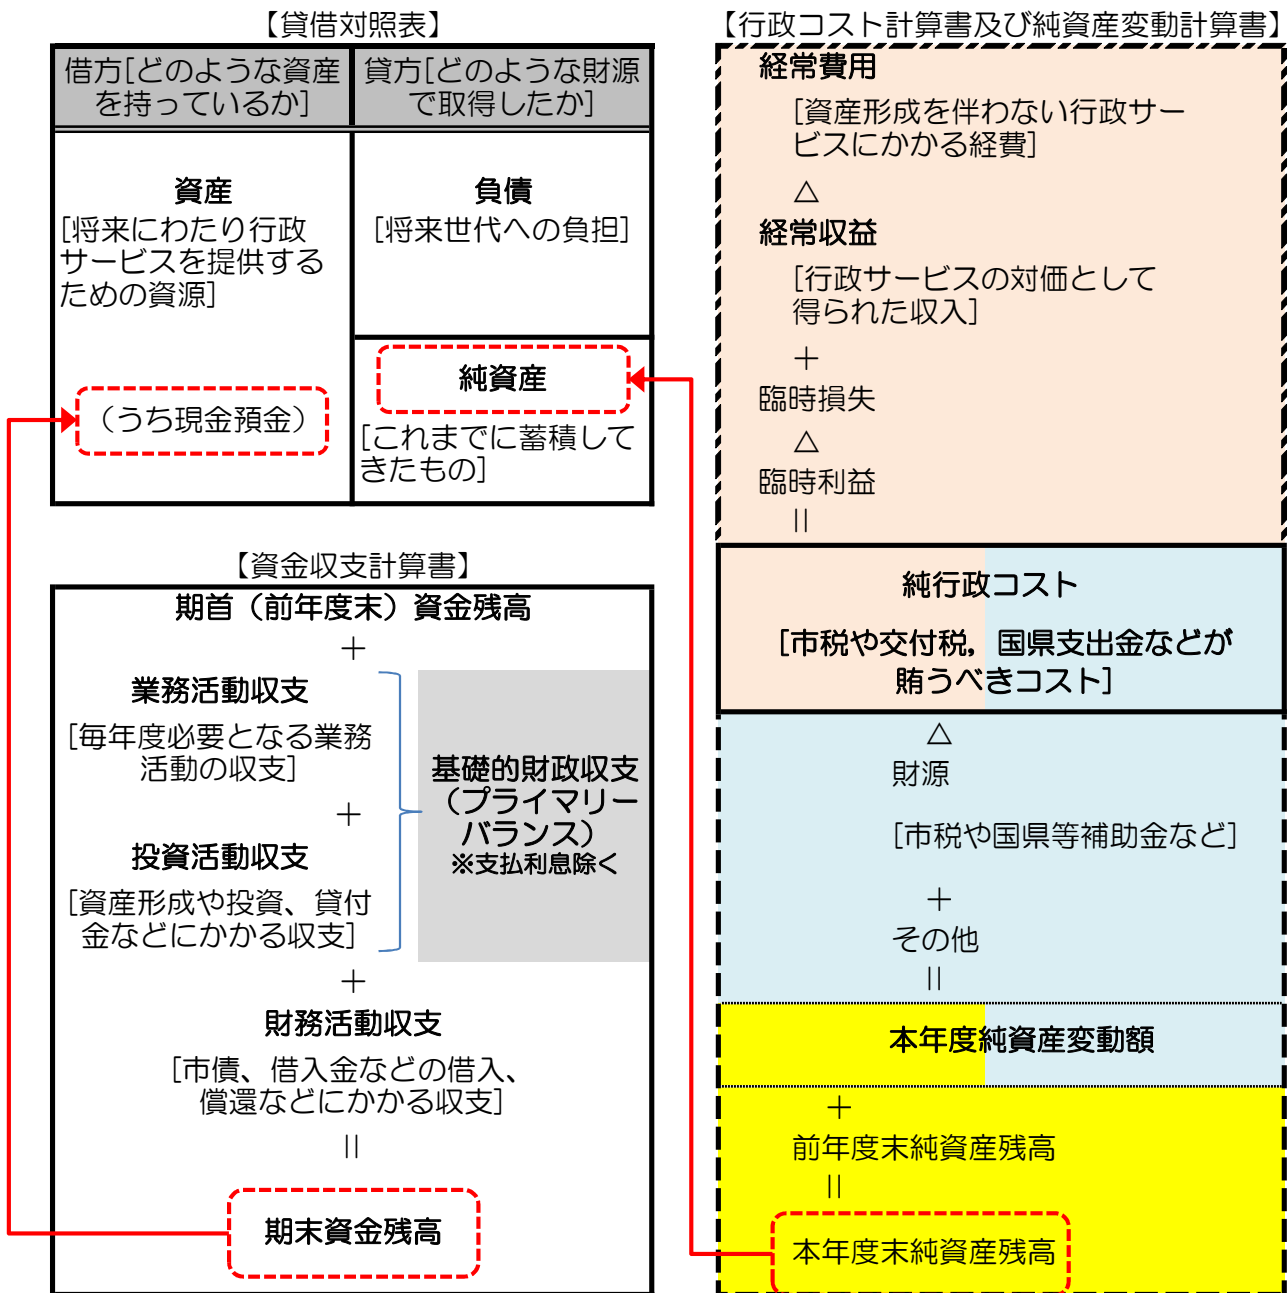 【貸借対照表】
借方[どのような資産
を持っているか]
貸方[どのような財源
で取得したか]
資産
[将来にわたり行政
サービスを提供する
ための資源]
（うち現金預金）
負債
[将来世代への負担]
純資産
[これまでに蓄積して
きたもの]
【資金収支計算書】
期首（前年度末）資金残高
＋
業務活動収支
[毎年度必要となる業務
活動の収支]
＋
投資活動収支
[資産形成や投資、貸付
金などにかかる収支]
基礎的財政収支
（プライマリー
バランス）
※支払利息除く
＋
財務活動収支
[市債、借入金などの借入、
償還などにかかる収支]
||
期末資金残高
【行政コスト計算書及び純資産変動計算書】
経常費用
[資産形成を伴わない行政サー
ビスにかかる経費]
△
経常収益
[行政サービスの対価として
得られた収入]
＋
臨時損失
△
臨時利益
||
純行政コスト
[市税や交付税，国県支出金などが
賄うべきコスト]
△
財源
[市税や国県等補助金など]
＋
その他
||
本年度純資産変動額
＋
前年度末純資産残高
||
本年度末純資産残高